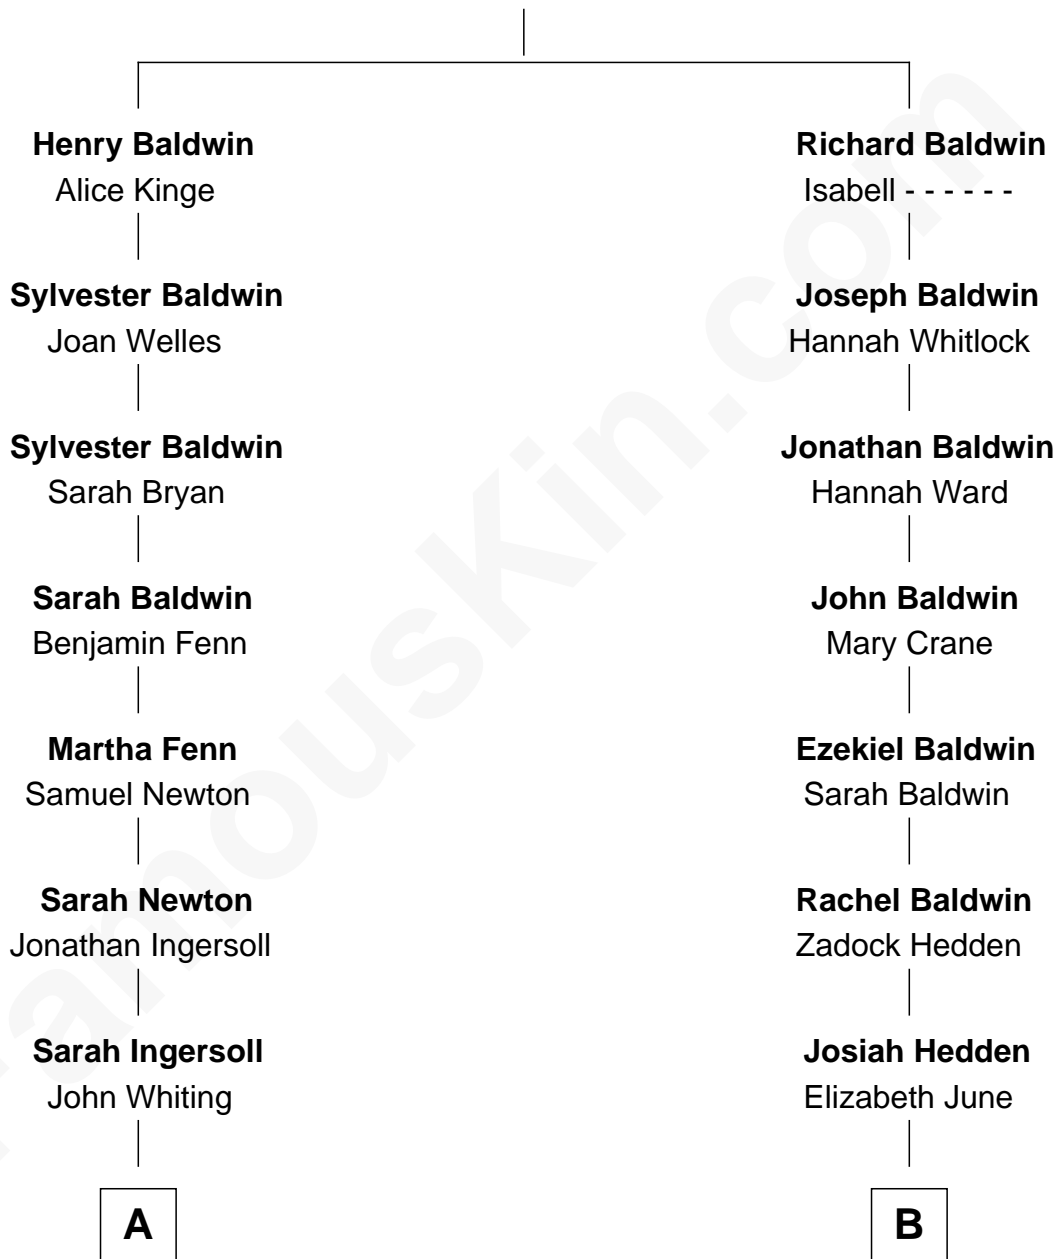 Henry Baldwin
Alice Kinge
Sylvester Baldwin
Joan Welles
Sylvester Baldwin
Sarah Bryan
Sarah Baldwin
Benjamin Fenn
Martha Fenn
Samuel Newton
Sarah Newton
Jonathan Ingersoll
Sarah Ingersoll
John Whiting
A
Richard Baldwin
Isabell - - - - - -
Joseph Baldwin
Hannah Whitlock
Jonathan Baldwin
Hannah Ward
John Baldwin
Mary Crane
Ezekiel Baldwin
Sarah Baldwin
Rachel Baldwin
Zadock Hedden
Josiah Hedden
Elizabeth June
B
FamousKin.com